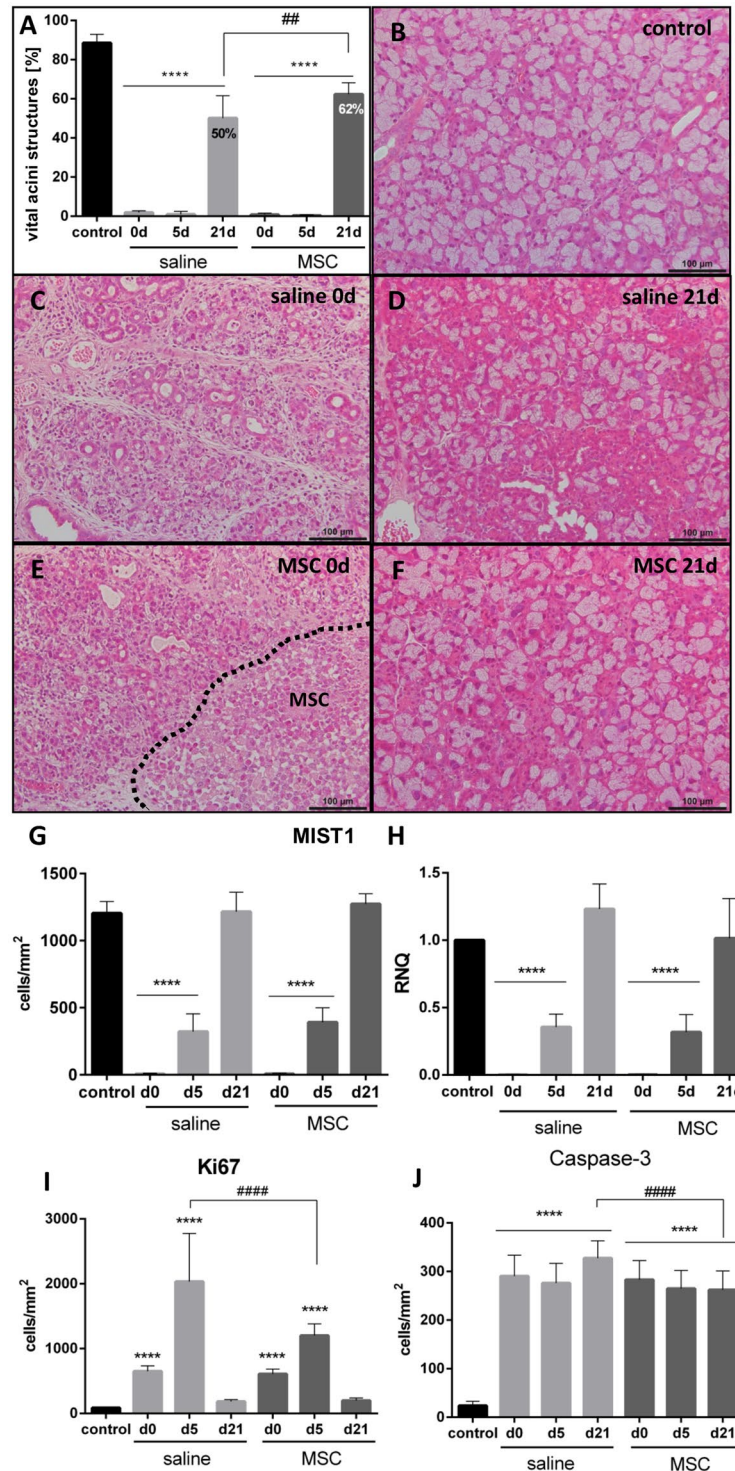 A
##
****
****
vital acini structures [%]
100
80
60
40
20
0
50%
62%
control 0d 5d 21d 0d 5d 21d
saline MSC
B control
100 µm
C saline 0d
100 µm
D saline 21d
100 µm
E MSC 0d
MSC
100 µm
F MSC 21d
100 µm
G MIST1 H
cells/mm²
1500
1000
500
0
****
****
control d0 d5 d21 d0 d5 d21
saline MSC
RNQ
1.5
1.0
0.5
0.0
****
****
control 0d 5d 21d 0d 5d 21d
saline MSC
I Ki67
####
cells/mm²
3000
2000
1000
0
****
****
****
****
control d0 d5 d21 d0 d5 d21
saline MSC
J Caspase-3
####
****
****
cells/mm²
400
300
200
100
0
control d0 d5 d21 d0 d5 d21
saline MSC